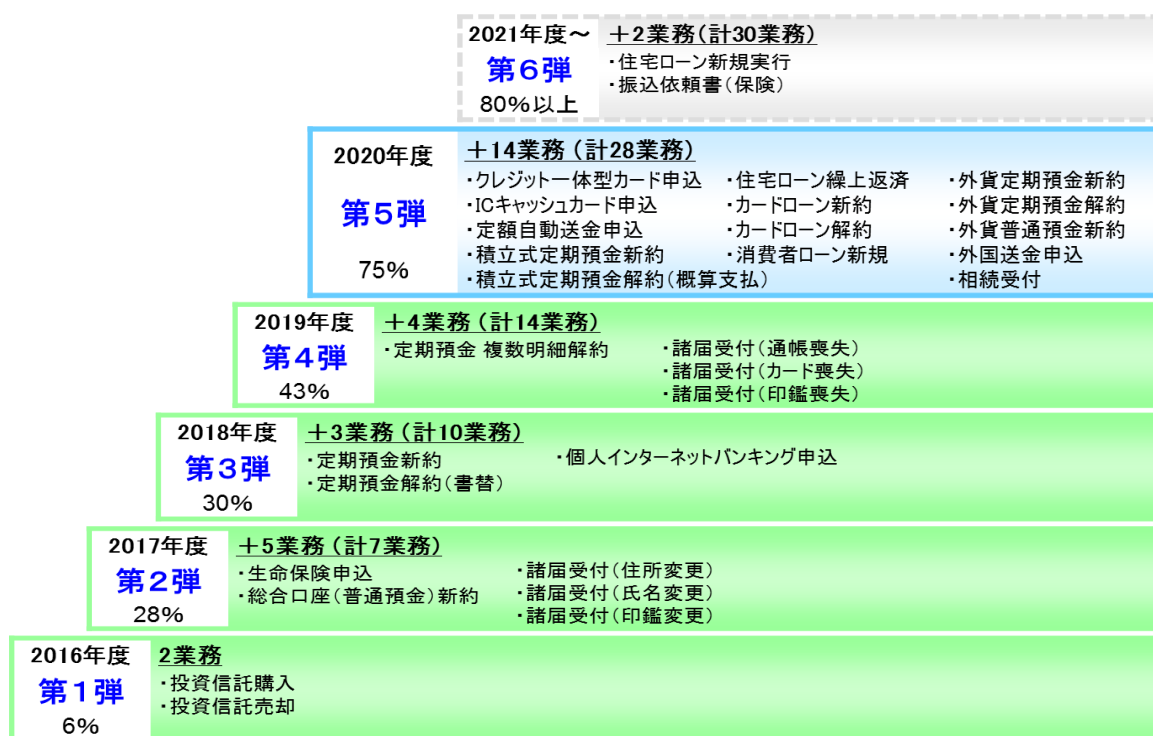 2021年度～
第６弾
80%以上
＋2業務(計30業務)
・住宅ローン新規実行
・振込依頼書(保険)
2020年度
第５弾
75%
＋14業務 (計28業務)
・クレジット一体型カード申込
・ICキャッシュカード申込
・定額自動送金申込
・積立式定期預金新約
・積立式定期預金解約(概算支払)
・住宅ローン繰上返済
・カードローン新約
・カードローン解約
・消費者ローン新規
・外貨定期預金新約
・外貨定期預金解約
・外貨普通預金新約
・外国送金申込
・相続受付
2019年度
第４弾
43%
＋4業務 (計14業務)
・定期預金 複数明細解約
・諸届受付(通帳喪失)
・諸届受付(カード喪失)
・諸届受付(印鑑喪失)
2018年度
第３弾
30%
＋3業務 (計10業務)
・定期預金新約
・定期預金解約(書替)
・個人インターネットバンキング申込
2017年度
第２弾
28%
＋5業務 (計7業務)
・生命保険申込
・総合口座(普通預金)新約
・諸届受付(住所変更)
・諸届受付(氏名変更)
・諸届受付(印鑑変更)
2016年度
第１弾
6%
2業務
・投資信託購入
・投資信託売却